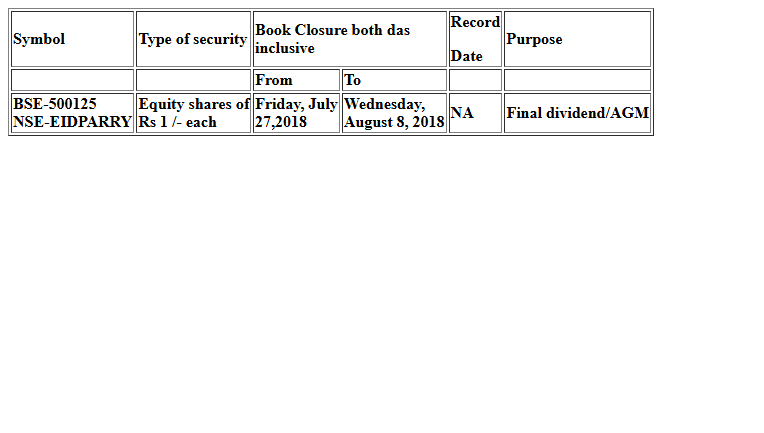 Symbol
Type of security
Book Closure both das
inclusive
Record
Date
Purpose
From
To
BSE-500125
NSE-EIDPARRY
Equity shares of
Rs 1 /- each
Friday, July
27,2018
Wednesday,
August 8, 2018
NA
Final dividend/AGM